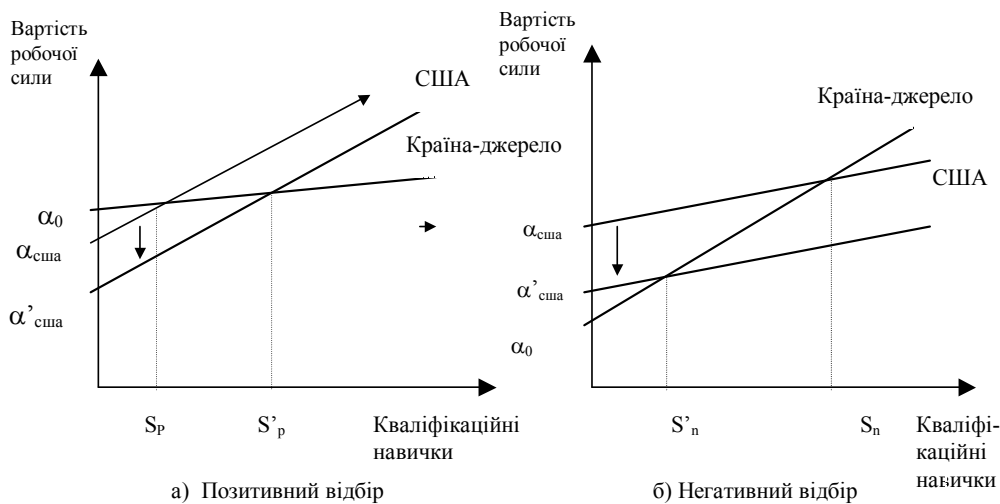 Вартість
робочої
сили
США
Країна-джерело
α₀
αсша
α’сша
Sₚ
S’ₚ
Кваліфікаційні
навички
а) Позитивний відбір
Вартість
робочої
сили
Країна-джерело
США
αсша
α’сша
α₀
S’ₙ
Sₙ
Кваліфі-
каційні
навички
б) Негативний відбір